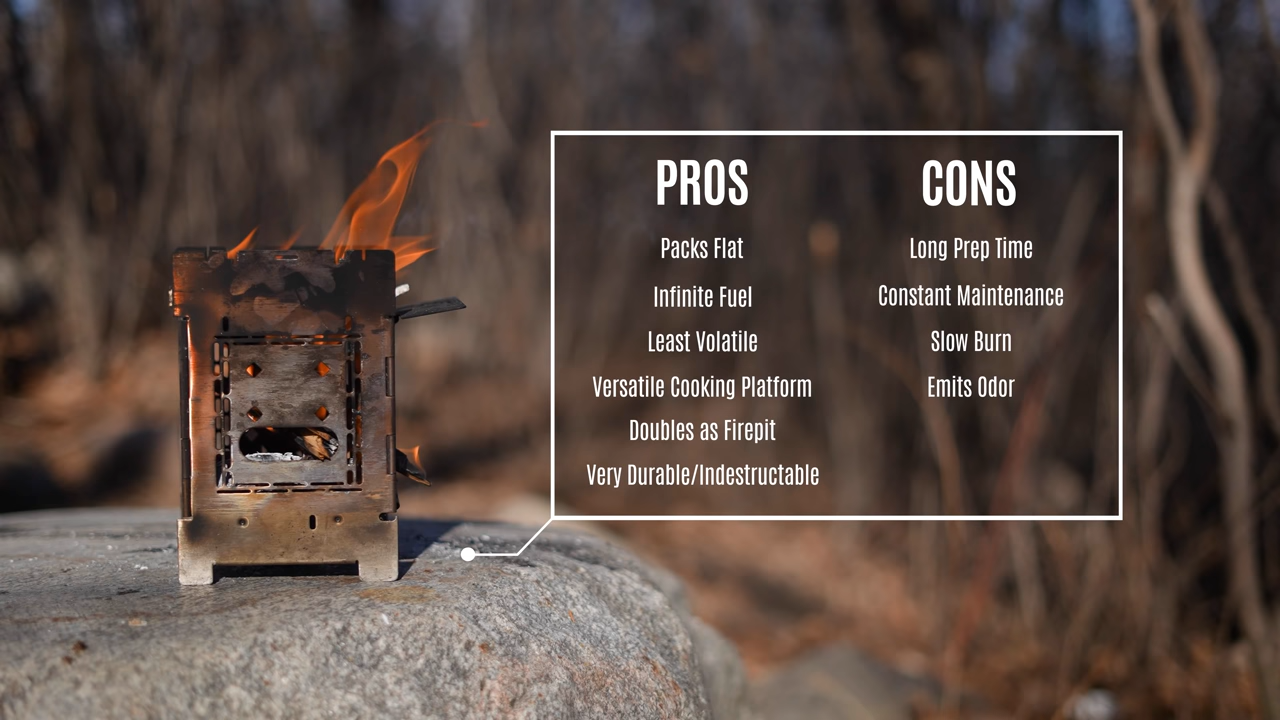 PROS
Packs Flat
Infinite Fuel
Least Volatile
Versatile Cooking Platform
Doubles as Firepit
Very Durable/Indestructable
CONS
Long Prep Time
Constant Maintenance
Slow Burn
Emits Odor